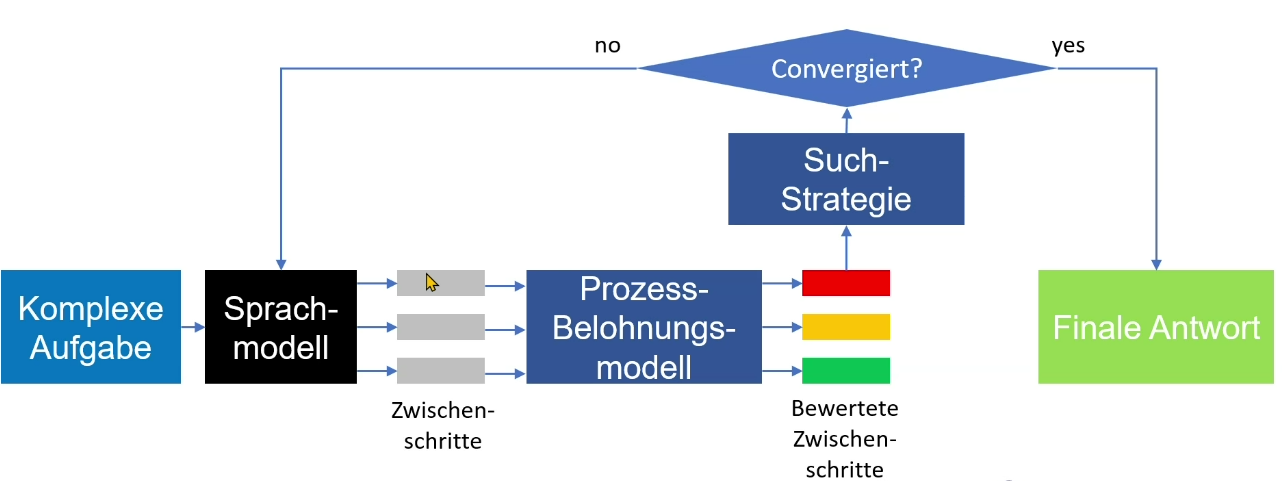 no
yes
Convergiert?
Such-
Strategie
Komplexe
Aufgabe
Sprach-
modell
Prozess-
Belohnungs-
modell
Finale Antwort
Zwischen-
schritte
Bewertete
Zwischen-
schritte